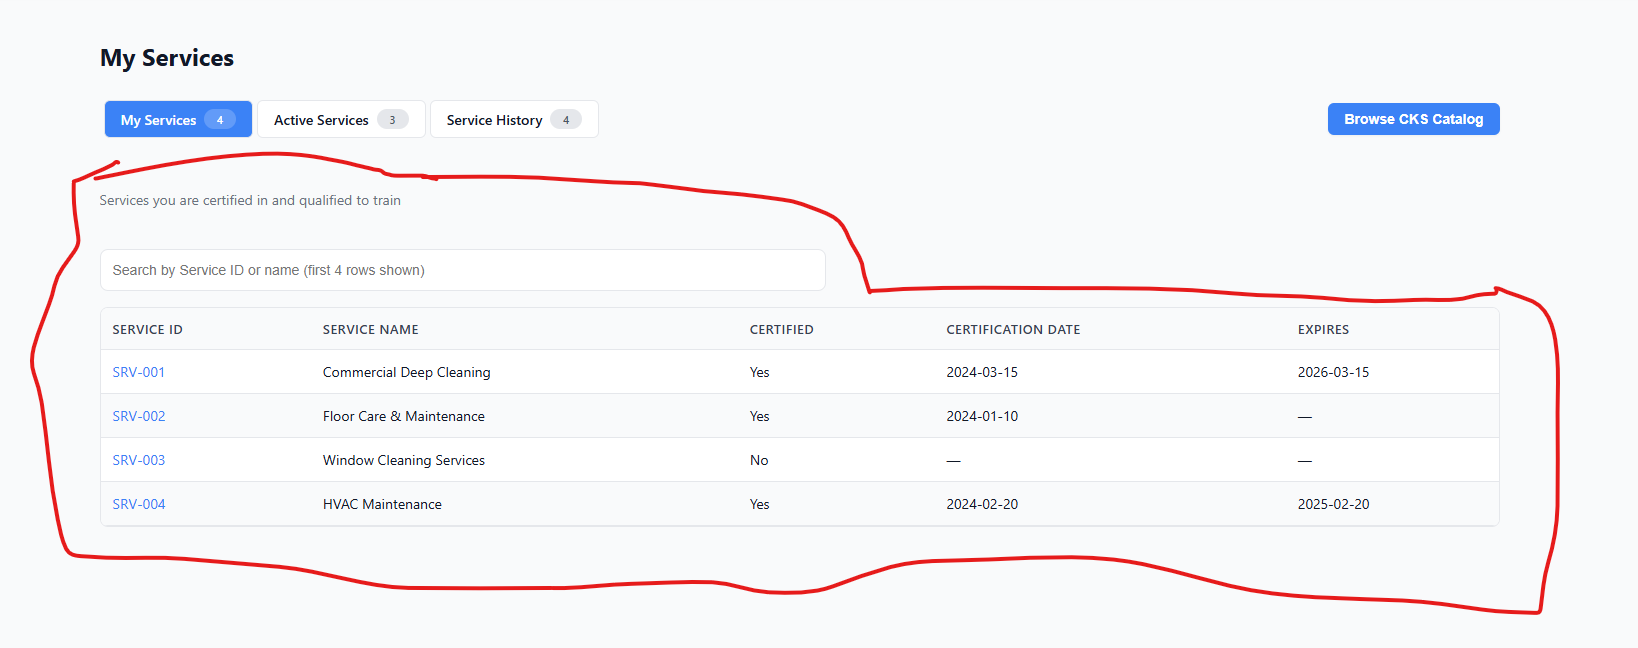 My Services
My Services 4 Active Services 3 Service History 4 Browse CKS Catalog
Services you are certified in and qualified to train
Search by Service ID or name (first 4 rows shown)
SERVICE ID SERVICE NAME CERTIFIED CERTIFICATION DATE EXPIRES
SRV-001 Commercial Deep Cleaning Yes 2024-03-15 2026-03-15
SRV-002 Floor Care & Maintenance Yes 2024-01-10 —
SRV-003 Window Cleaning Services No — —
SRV-004 HVAC Maintenance Yes 2024-02-20 2025-02-20